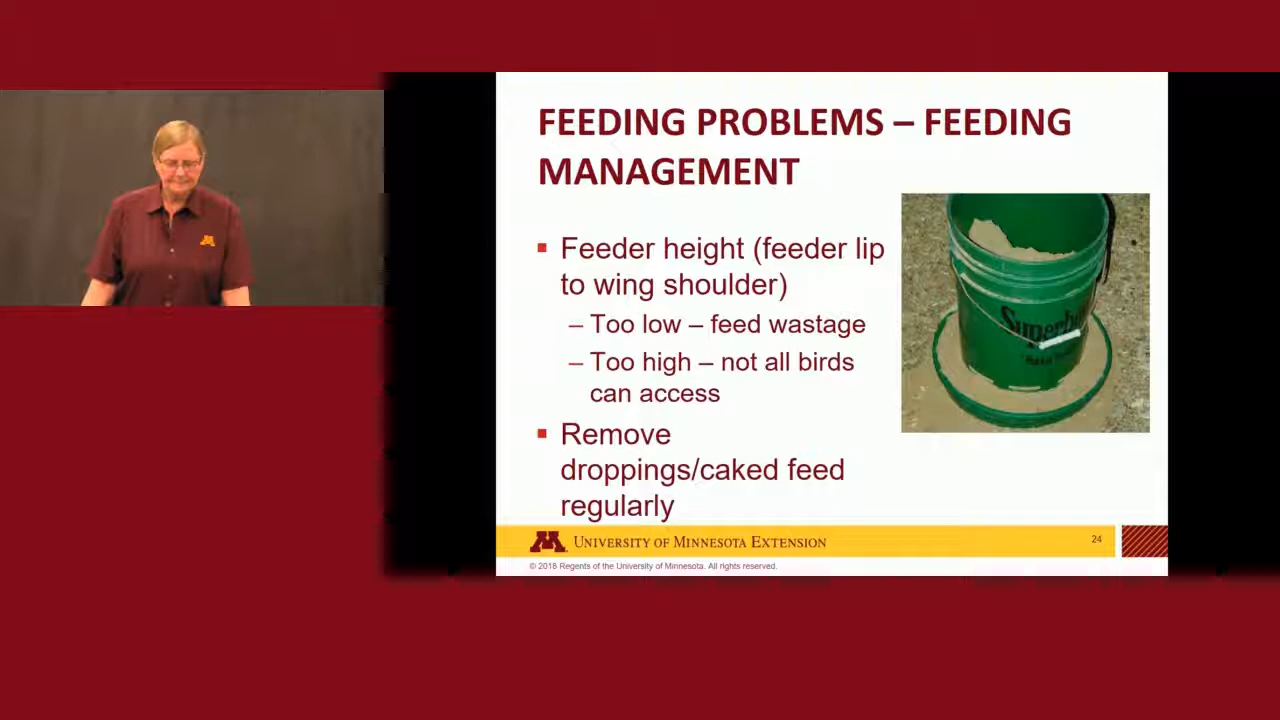 FEEDING PROBLEMS – FEEDING
MANAGEMENT
▪ Feeder height (feeder lip
to wing shoulder)
– Too low – feed wastage
– Too high – not all birds
can access
▪ Remove
droppings/caked feed
regularly
M
UNIVERSITY OF MINNESOTA EXTENSION
24
© 2018 Regents of the University of Minnesota. All rights reserved.